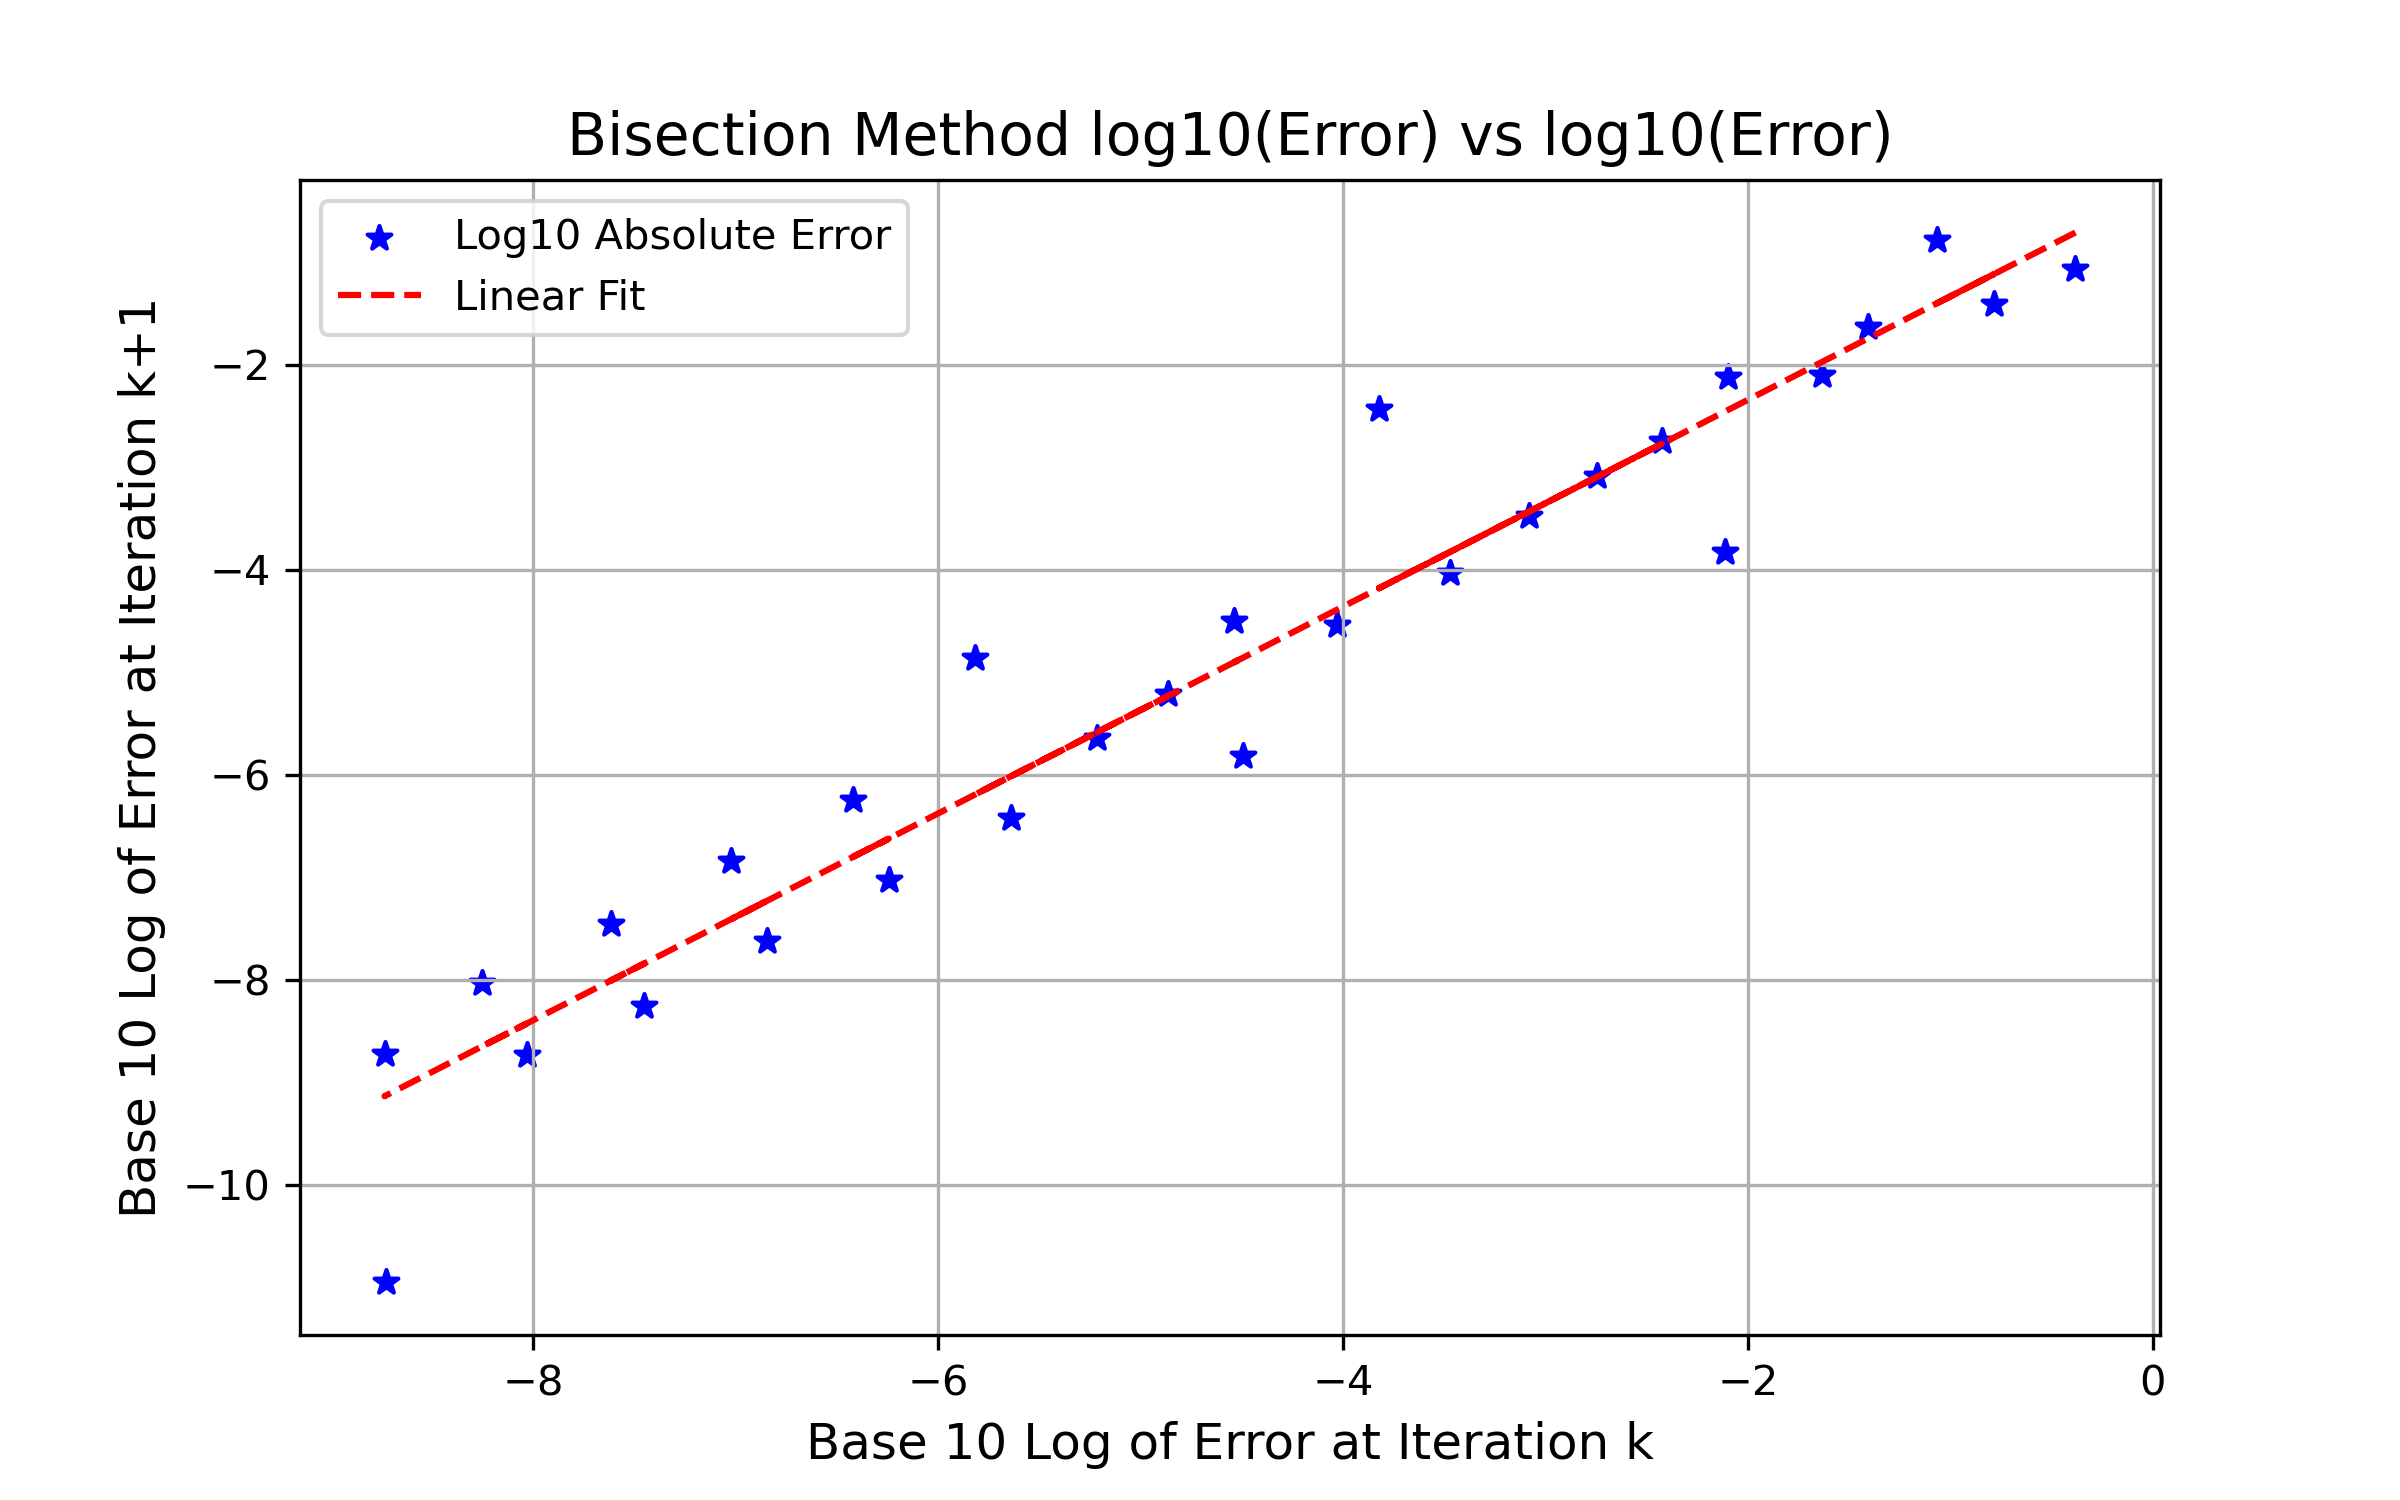 Bisection Method log10(Error) vs log10(Error)
Log10 Absolute Error
Linear Fit
Base 10 Log of Error at Iteration k+1
−2
−4
−6
−8
−10
−8
−6
−4
−2
0
Base 10 Log of Error at Iteration k